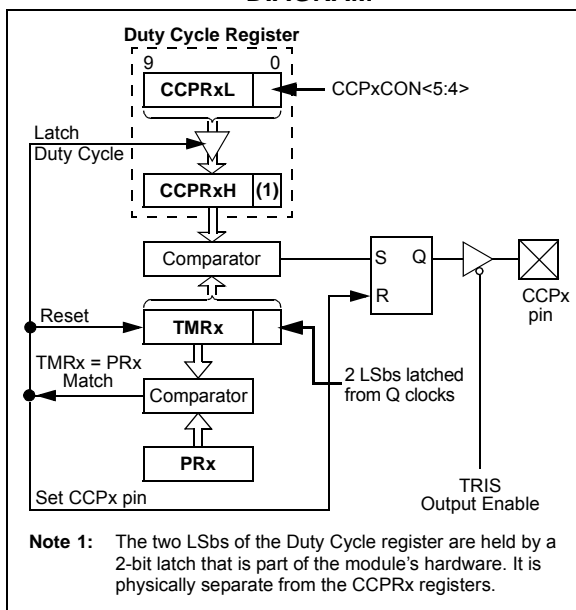 DIAGRAM
Duty Cycle Register
9 0
CCPRxL
CCPxCON<5:4>
Latch
Duty Cycle
CCPRxH (1)
Comparator
S Q
R
CCPx
pin
Reset
TMRx
TMRx = PRx
Match
2 LSbs latched
from Q clocks
Comparator
PRx
Set CCPx pin
TRIS
Output Enable
Note 1: The two LSbs of the Duty Cycle register are held by a
2-bit latch that is part of the module's hardware. It is
physically separate from the CCPRx registers.